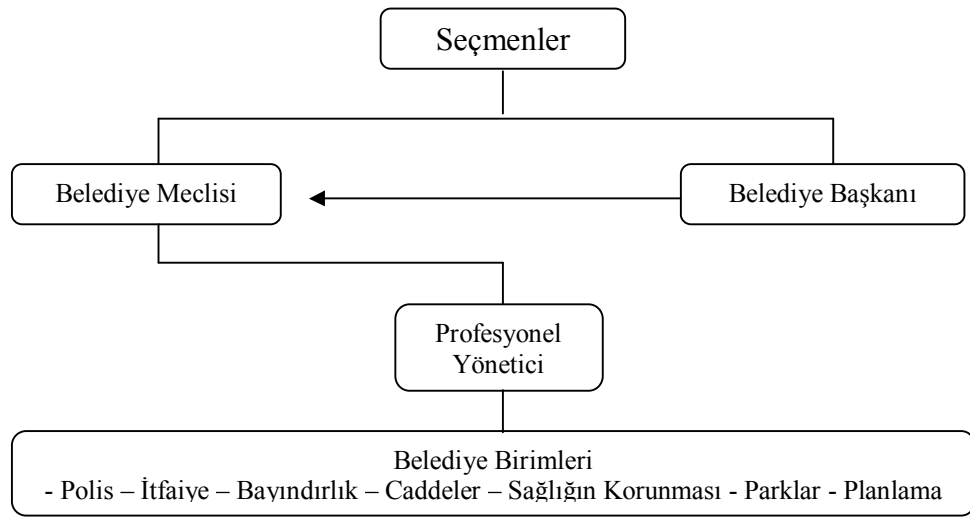 Seçmenler
Belediye Meclisi
Belediye Başkanı
Profesyonel
Yönetici
Belediye Birimleri
- Polis – İtfaiye – Bayındırlık – Caddeler – Sağlığın Korunması - Parklar - Planlama